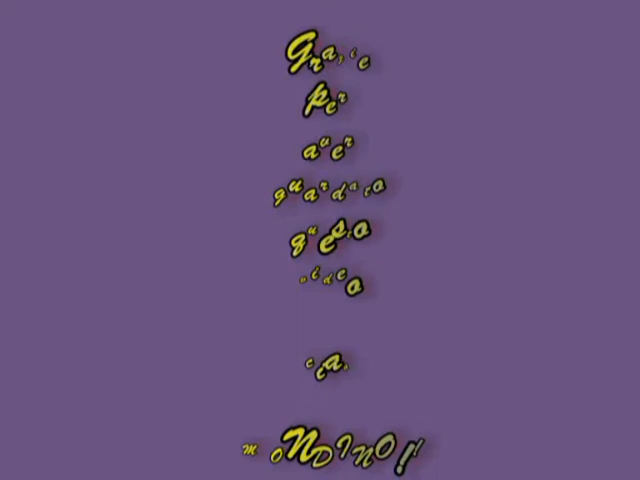 Grazie
Per
aver
guardato
questo
video
ciao
mONDINO!!